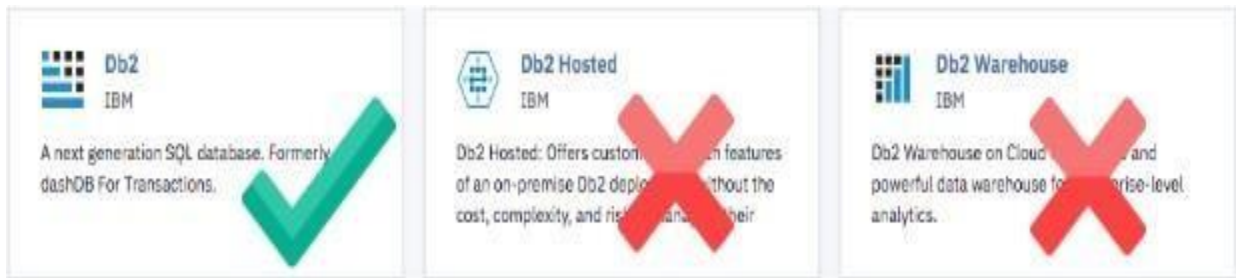 Db2
IBM
A next generation SQL database. Formerly
dashDB For Transactions.
Db2 Hosted
IBM
Db2 Hosted: Offers custom features
of an on-premise Db2 without the
cost, complexity, and their
Db2 Warehouse
IBM
Db2 Warehouse on Cloud and
powerful data warehouse
analytics.